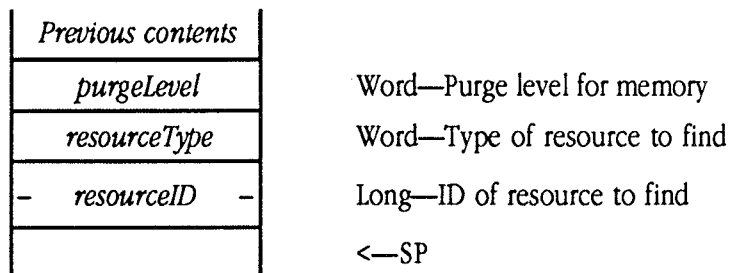 Previous contents
purgeLevel Word—Purge level for memory
resourceType Word—Type of resource to find
– resourceID – Long—ID of resource to find
<—SP